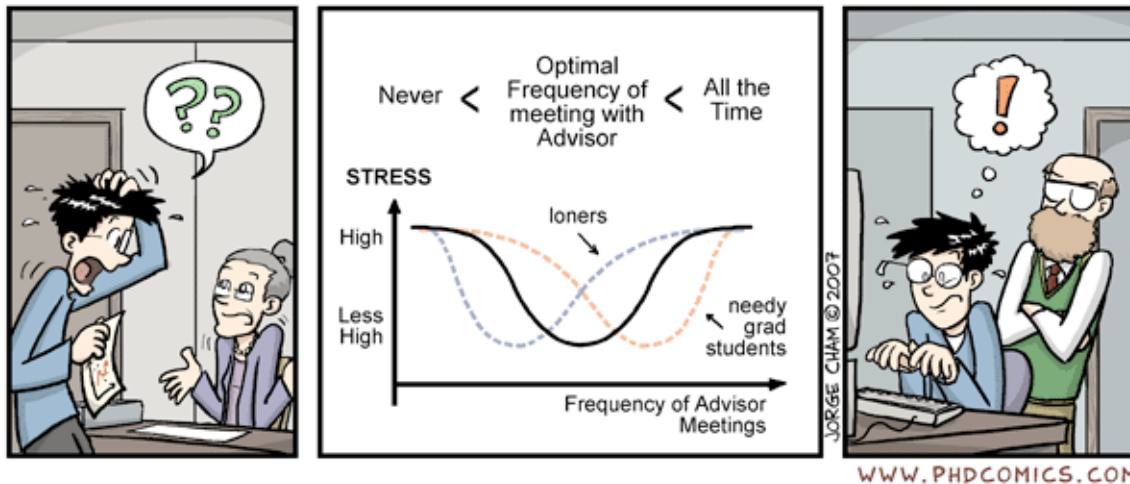 ??
Never < Optimal Frequency of meeting with Advisor < All the Time
STRESS
High
Less
High
loners
needy
grad
students
Frequency of Advisor
Meetings
JORGE CHAM © 2007
!
WWW.PHDCOMICS.COM